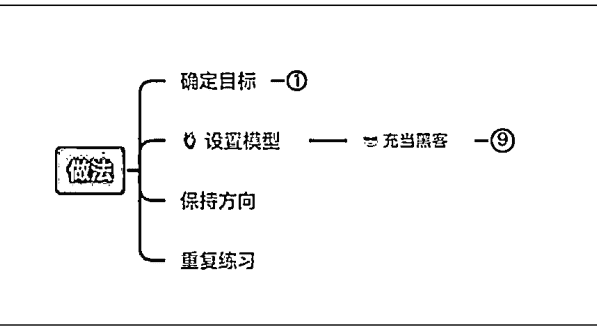 确定目标 ①
设置模型 充当黑客 ⑨
做法
保持方向
重复练习